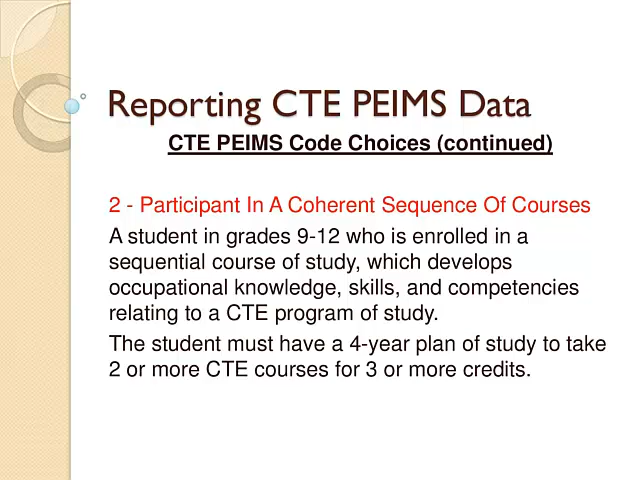 Reporting CTE PEIMS Data
CTE PEIMS Code Choices (continued)
2 - Participant In A Coherent Sequence Of Courses
A student in grades 9-12 who is enrolled in a
sequential course of study, which develops
occupational knowledge, skills, and competencies
relating to a CTE program of study.
The student must have a 4-year plan of study to take
2 or more CTE courses for 3 or more credits.